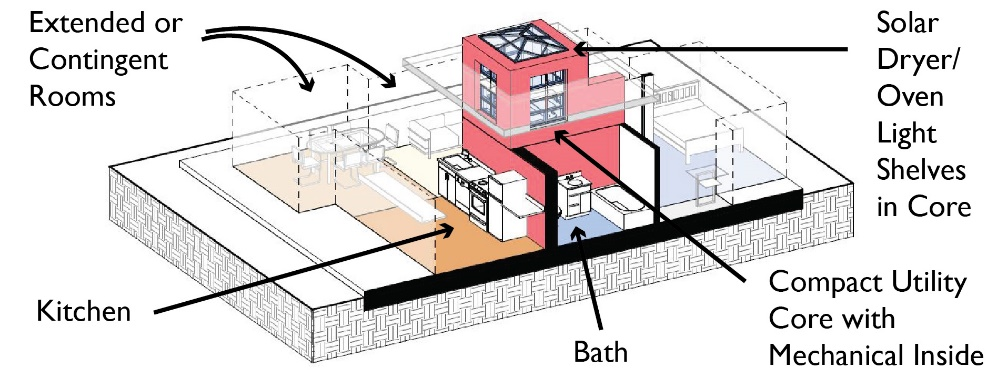 Extended or
Contingent
Rooms
Solar
Dryer/
Oven
Light
Shelves
in Core
Kitchen
Bath
Compact Utility
Core with
Mechanical Inside